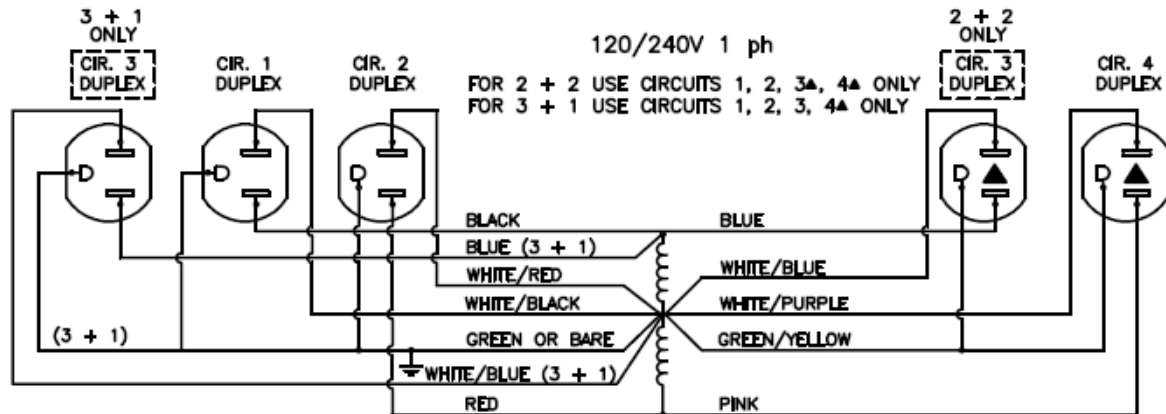 3 + 1
ONLY
CIR. 3
DUPLEX
CIR. 1
DUPLEX
CIR. 2
DUPLEX
120/240V 1 ph
FOR 2 + 2 USE CIRCUITS 1, 2, 3▲, 4▲ ONLY
FOR 3 + 1 USE CIRCUITS 1, 2, 3, 4▲ ONLY
2 + 2
ONLY
CIR. 3
DUPLEX
CIR. 4
DUPLEX
BLACK
BLUE
BLUE (3 + 1)
WHITE/RED
WHITE/BLUE
WHITE/BLACK
WHITE/PURPLE
(3 + 1)
GREEN OR BARE
GREEN/YELLOW
WHITE/BLUE (3 + 1)
RED
PINK